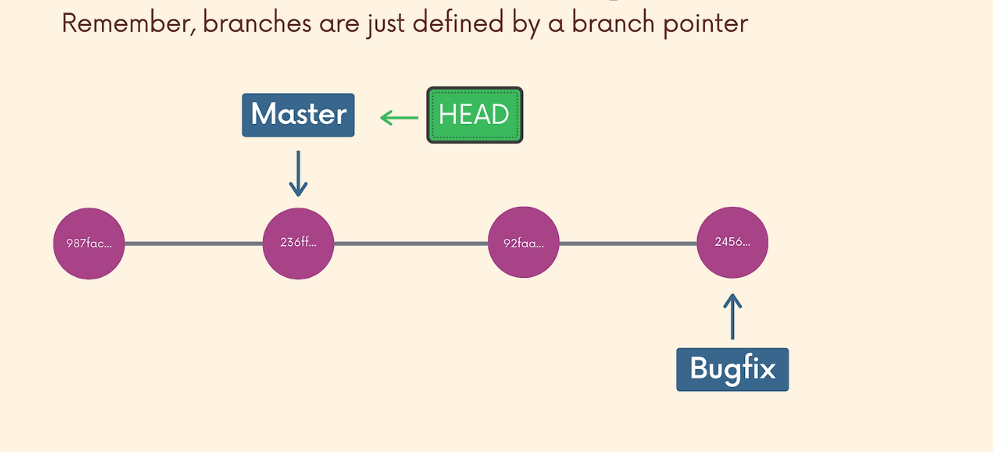 Remember, branches are just defined by a branch pointer
Master
HEAD
987fac...
236ff...
92faa...
2456...
Bugfix